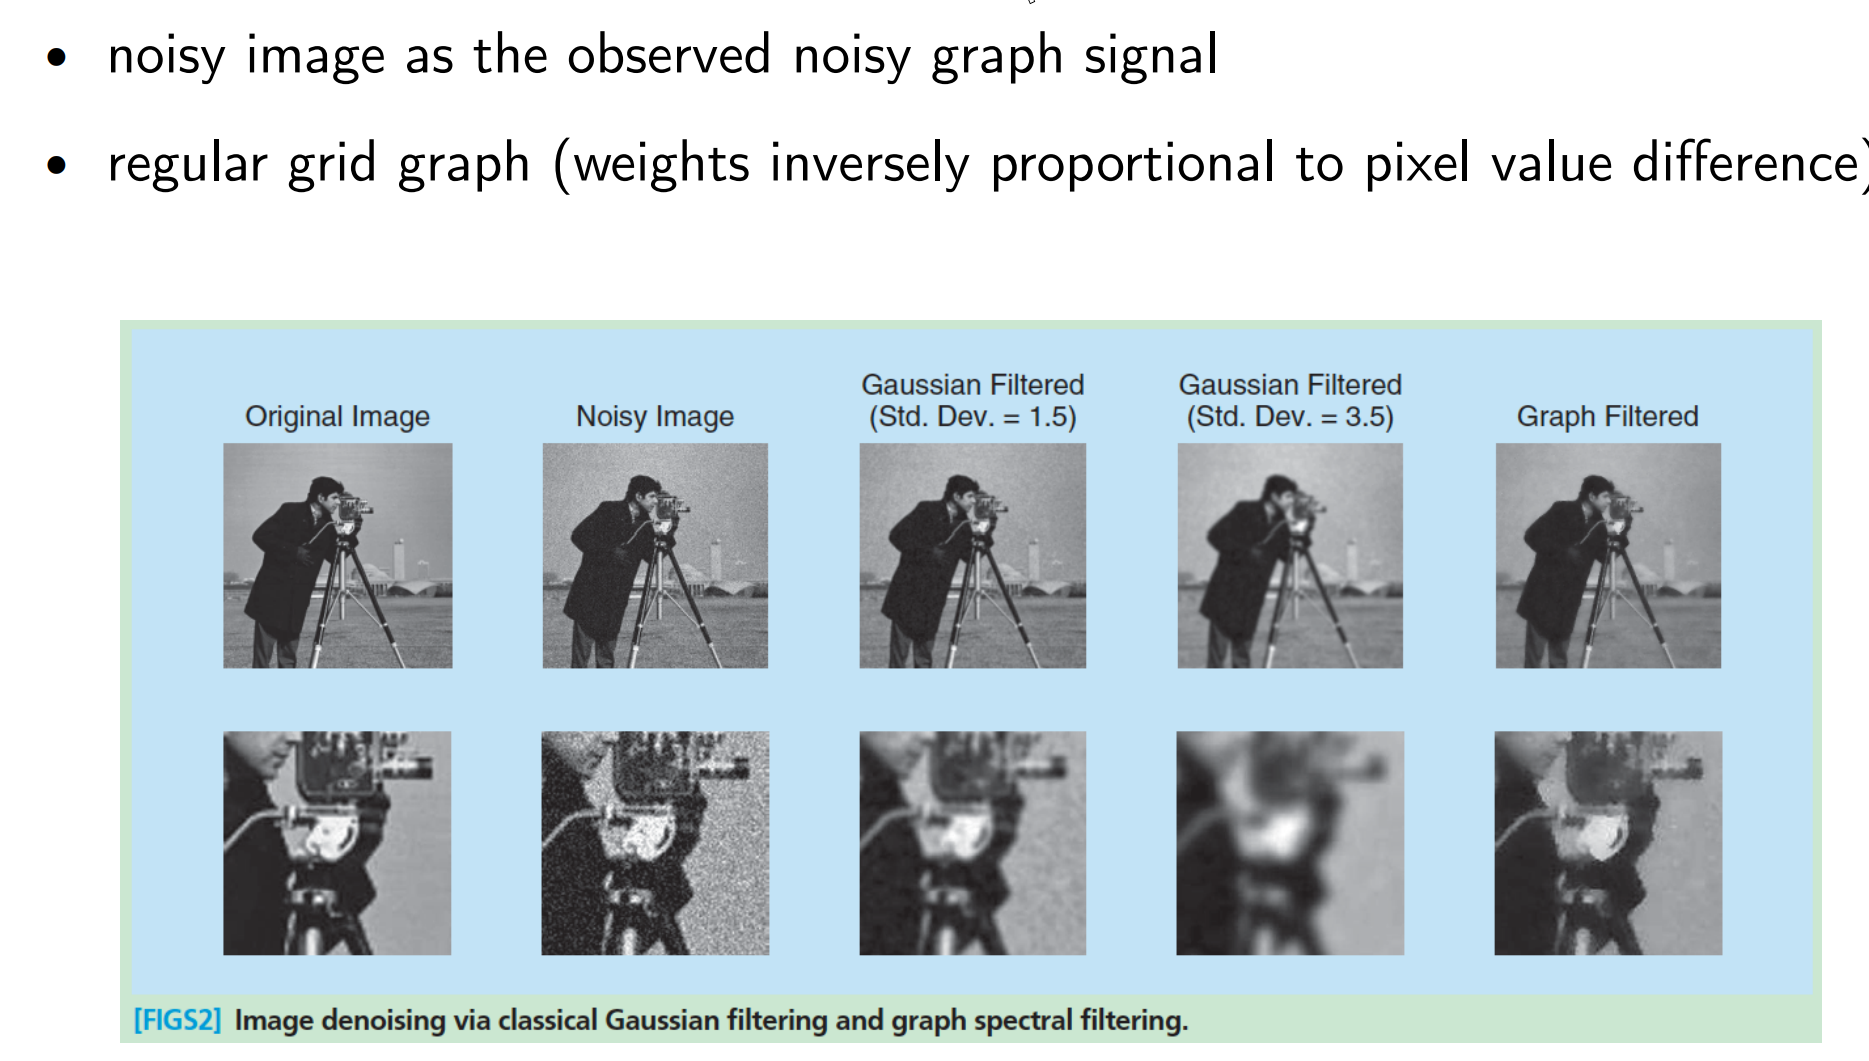 • noisy image as the observed noisy graph signal
• regular grid graph (weights inversely proportional to pixel value difference)
Original Image
Noisy Image
Gaussian Filtered
(Std. Dev. = 1.5)
Gaussian Filtered
(Std. Dev. = 3.5)
Graph Filtered
[FIGS2] Image denoising via classical Gaussian filtering and graph spectral filtering.